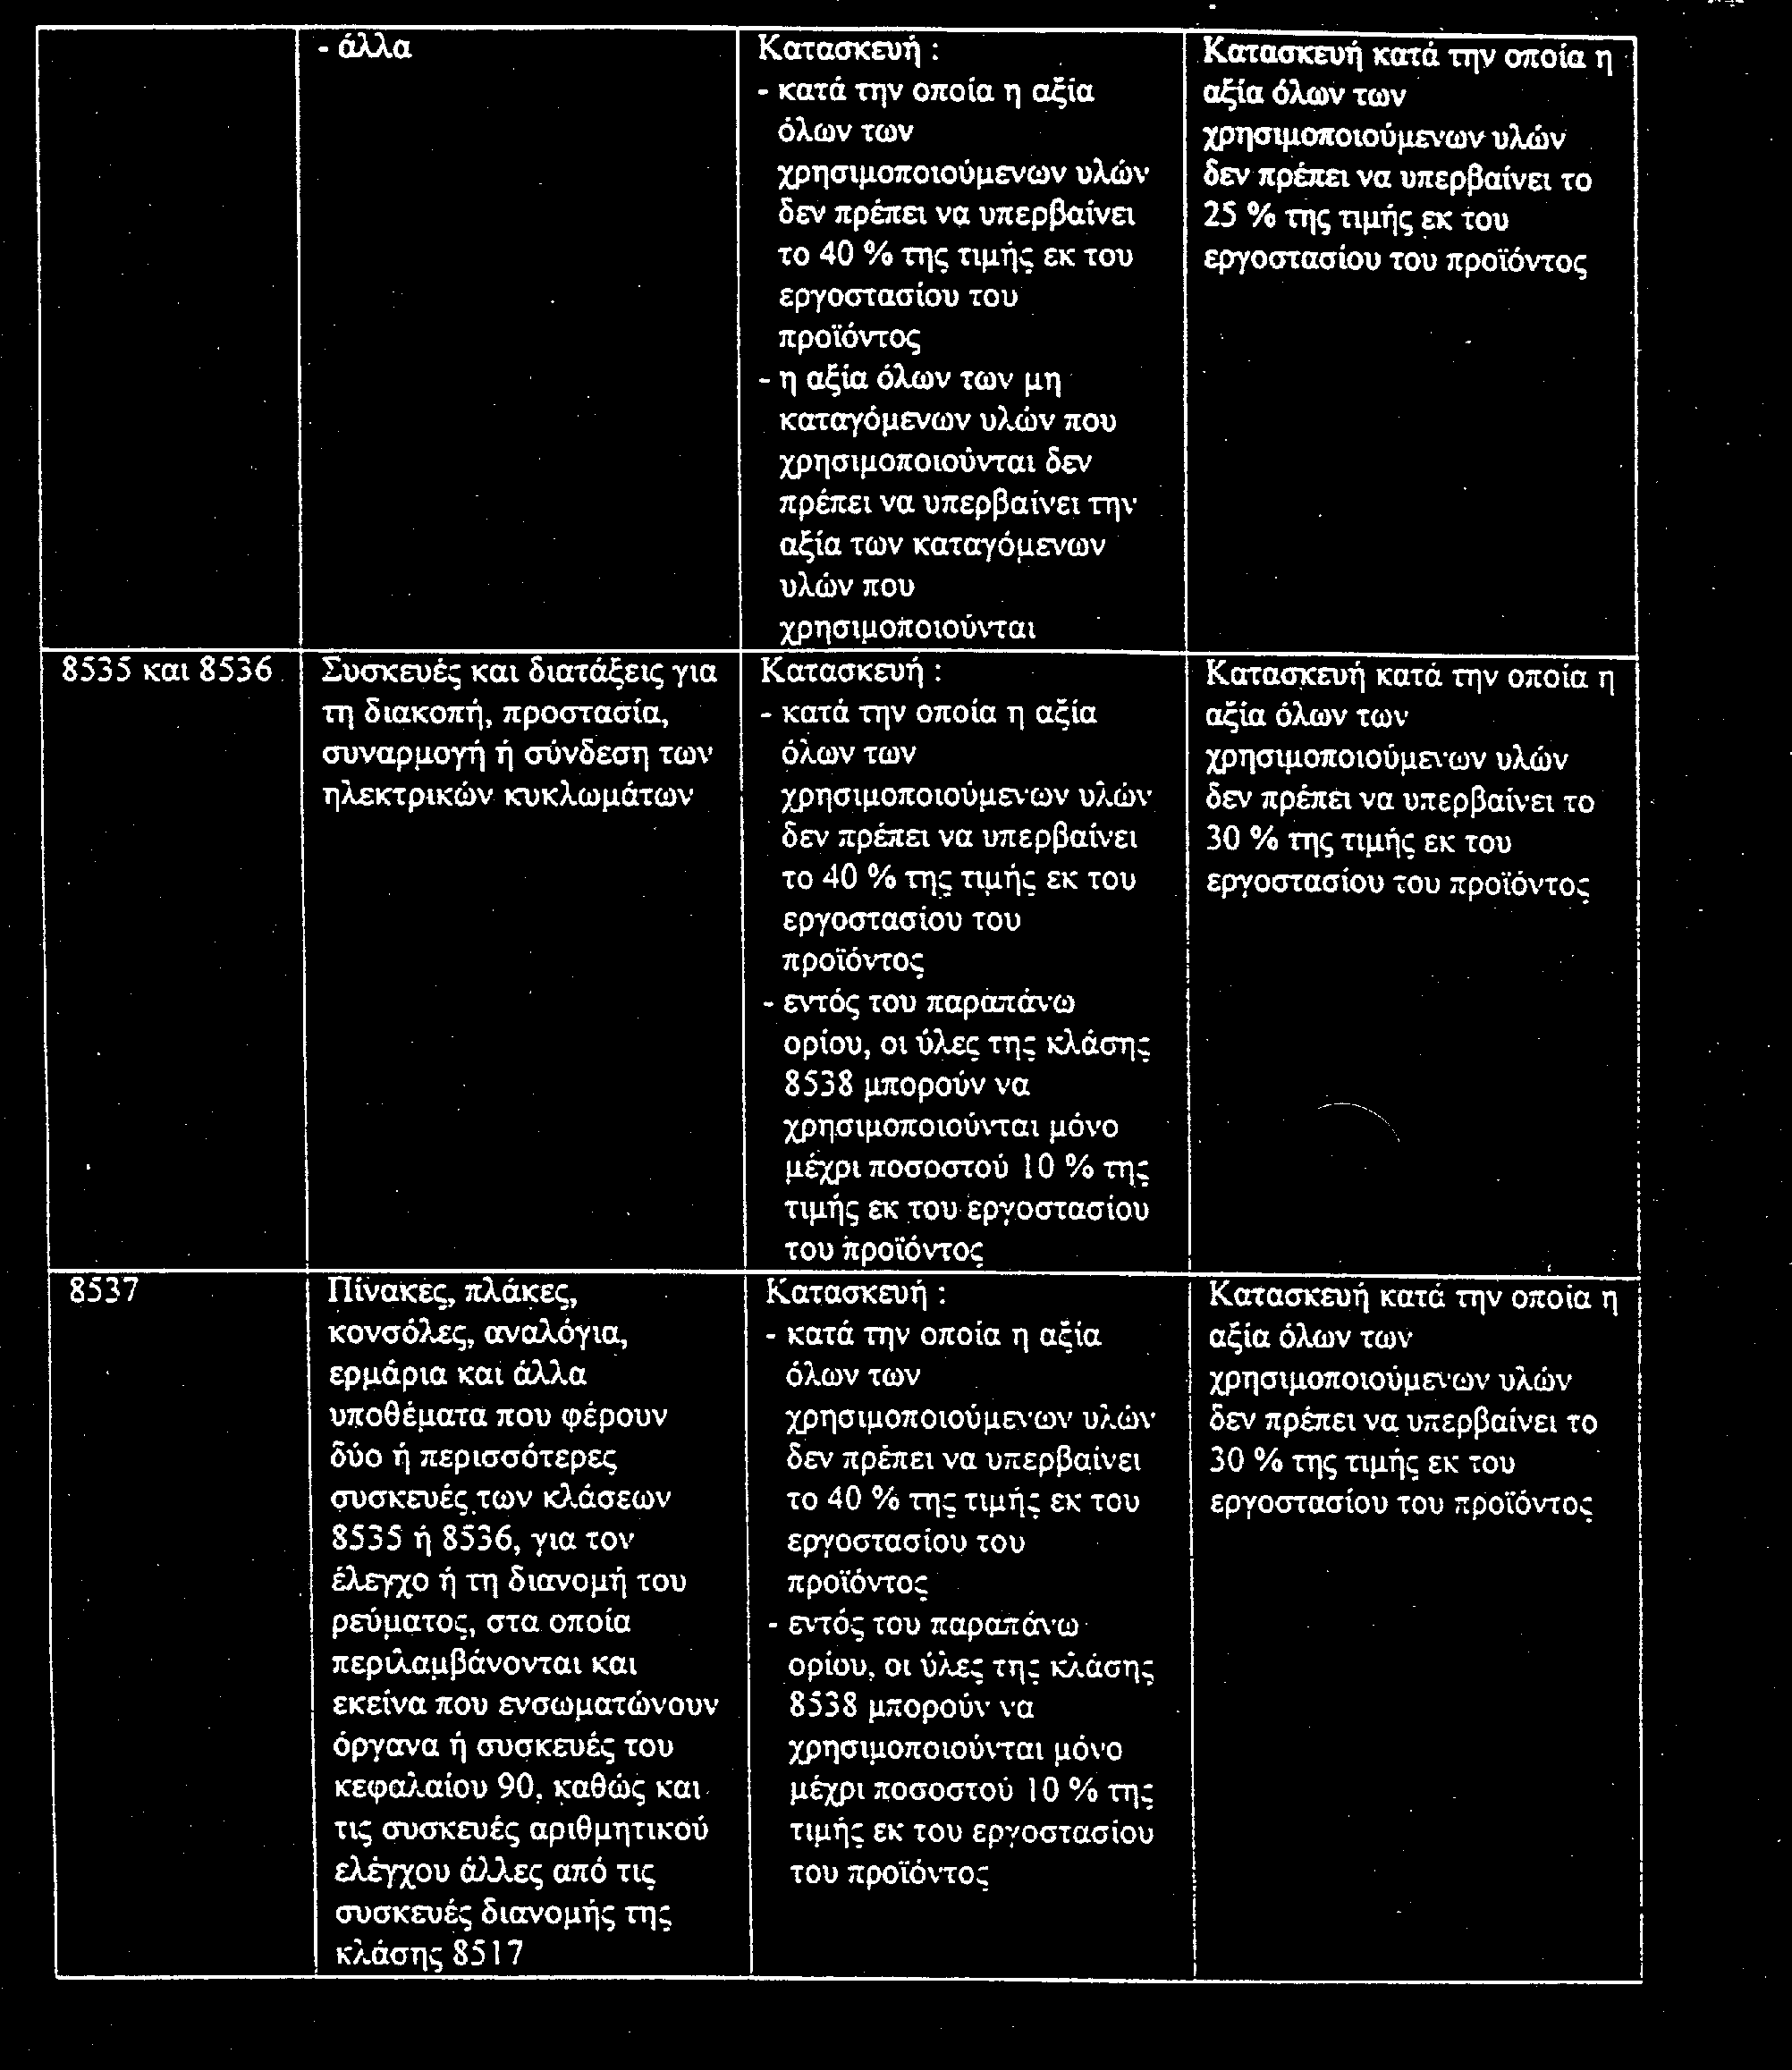 - άλλα
Κατασκευή :
- κατά την οποία η αξία
όλων των
χρησιμοποιούμενων υλών
δεν πρέπει να υπερβαίνει
το 40 % της τιμής εκ του
εργοστασίου του
προϊόντος
- η αξία όλων των μη
καταγόμενων υλών που
χρησιμοποιούνται δεν
πρέπει να υπερβαίνει την
αξία των καταγόμενων
υλών που
χρησιμοποιούνται
Κατασκευή κατά την οποία η
αξία όλων των
χρησιμοποιούμενων υλών
δεν πρέπει να υπερβαίνει το
25 % της τιμής εκ του
εργοστασίου του προϊόντος
8535 και 8536
Συσκευές και διατάξεις για
τη διακοπή, προστασία,
συναρμογή ή σύνδεση των
ηλεκτρικών κυκλωμάτων
Κατασκευή :
- κατά την οποία η αξία
όλων των
χρησιμοποιούμενων υλών
δεν πρέπει να υπερβαίνει
το 40 % της τιμής εκ του
εργοστασίου του
προϊόντος
- εντός του παραπάνω
ορίου, οι ύλες της κλάσης
8538 μπορούν να
χρησιμοποιούνται μόνο
μέχρι ποσοστού 10 % της
τιμής εκ του εργοστασίου
του προϊόντος
Κατασκευή κατά την οποία η
αξία όλων των
χρησιμοποιούμενων υλών
δεν πρέπει να υπερβαίνει το
30 % της τιμής εκ του
εργοστασίου του προϊόντος
8537
Πίνακες, πλάκες,
κονσόλες, αναλόγια,
ερμάρια και άλλα
υποθέματα που φέρουν
δύο ή περισσότερες
συσκευές των κλάσεων
8535 ή 8536, για τον
έλεγχο ή τη διανομή του
ρεύματος, στα οποία
περιλαμβάνονται και
εκείνα που ενσωματώνουν
όργανα ή συσκευές του
κεφαλαίου 90, καθώς και
τις συσκευές αριθμητικού
ελέγχου άλλες από τις
συσκευές διανομής της
κλάσης 8517
Κατασκευή :
- κατά την οποία η αξία
όλων των
χρησιμοποιούμενων υλών
δεν πρέπει να υπερβαίνει
το 40 % της τιμής εκ του
εργοστασίου του
προϊόντος
- εντός του παραπάνω
ορίου, οι ύλες της κλάσης
8538 μπορούν να
χρησιμοποιούνται μόνο
μέχρι ποσοστού 10 % της
τιμής εκ του εργοστασίου
του προϊόντος
Κατασκευή κατά την οποία η
αξία όλων των
χρησιμοποιούμενων υλών
δεν πρέπει να υπερβαίνει το
30 % της τιμής εκ του
εργοστασίου του προϊόντος